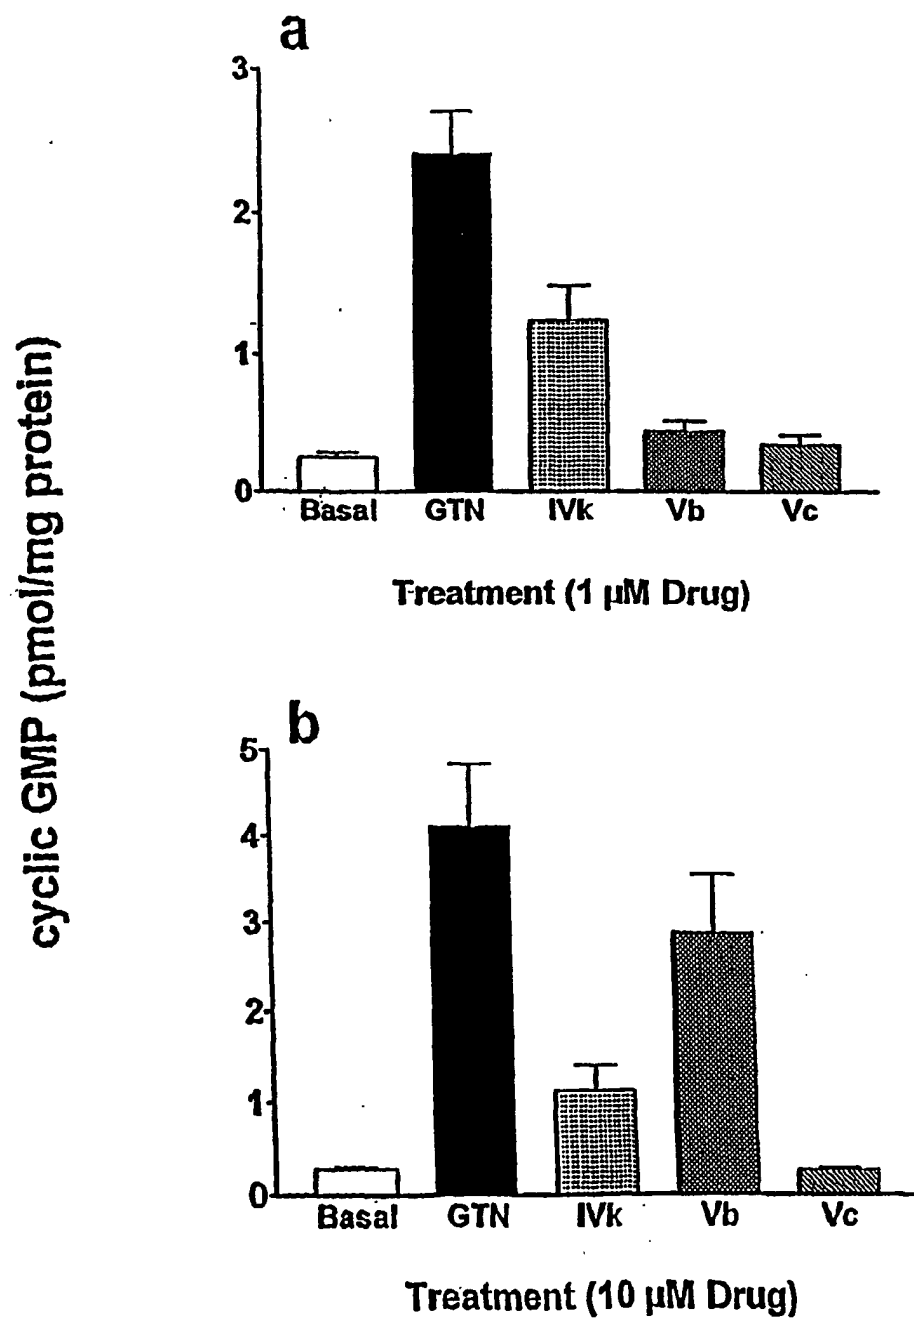 a
cyclic GMP (pmol/mg protein)
3
2
1
0
Basal GTN IVk Vb Vc
Treatment (1 µM Drug)
b
5
4
3
2
1
0
Basal GTN IVk Vb Vc
Treatment (10 µM Drug)